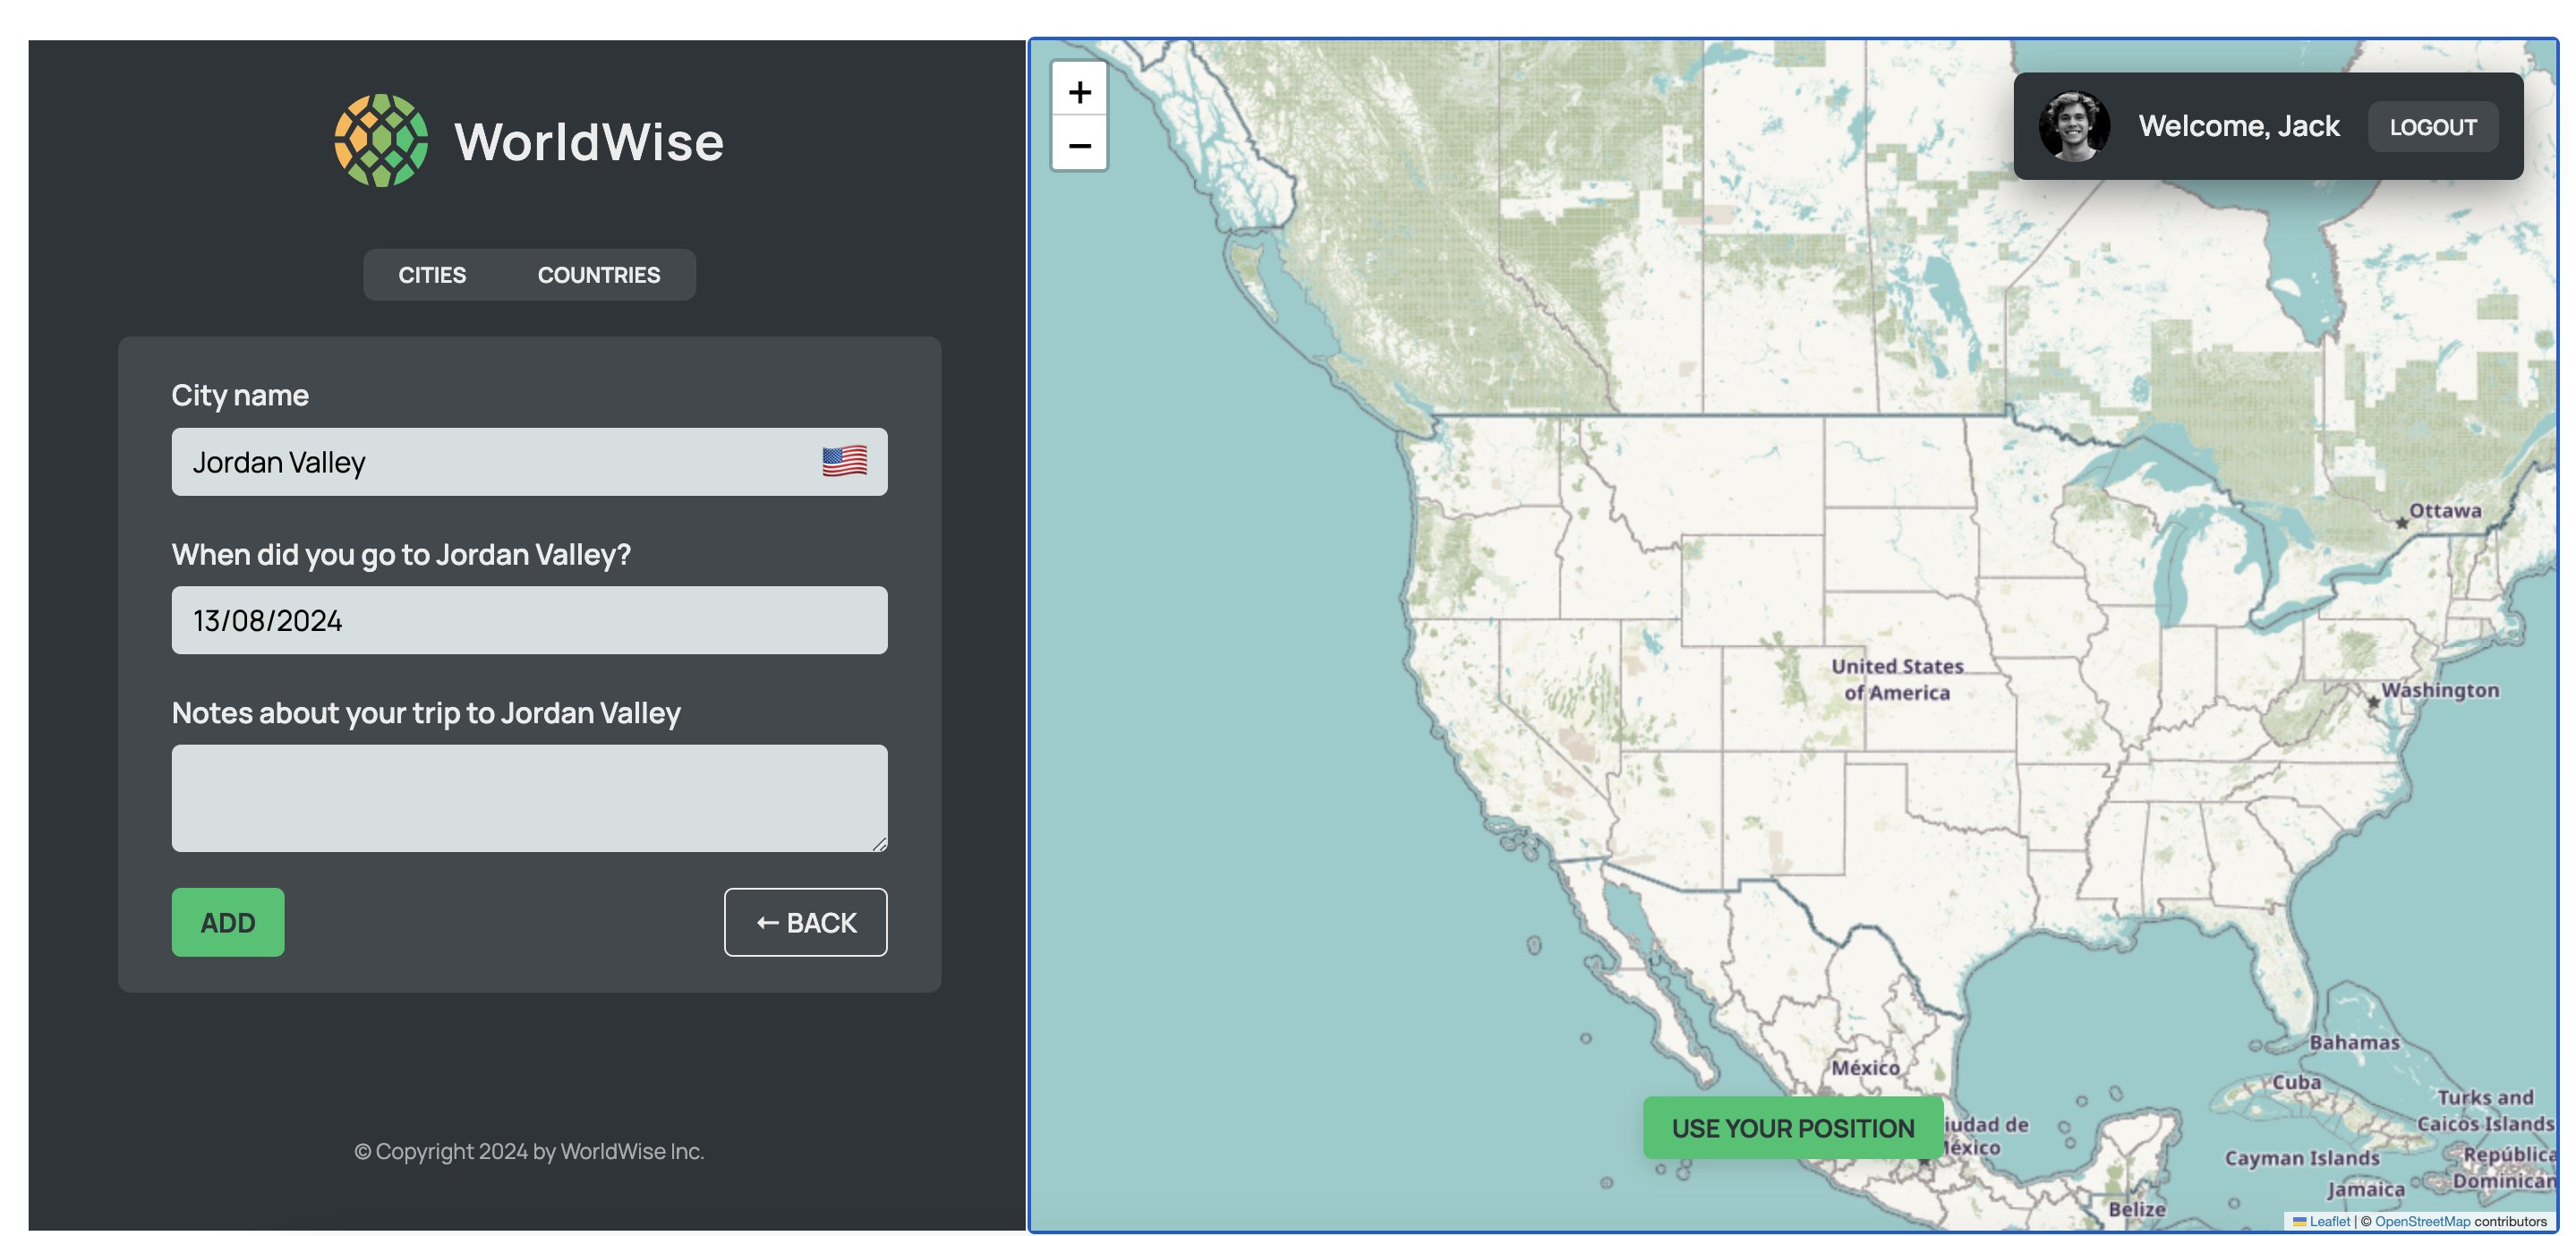 WorldWise
CITIES
COUNTRIES
City name
Jordan Valley
When did you go to Jordan Valley?
13/08/2024
Notes about your trip to Jordan Valley
ADD
← BACK
© Copyright 2024 by WorldWise Inc.
+
−
Welcome, Jack
LOGOUT
Ottawa
United States
of America
Washington
Bahamas
México
Cuba
Turks and
Caicos Islands
USE YOUR POSITION
iudad de
éxico
Cayman Islands
República
Dominican
Jamaica
Belize
Leaflet | © OpenStreetMap contributors